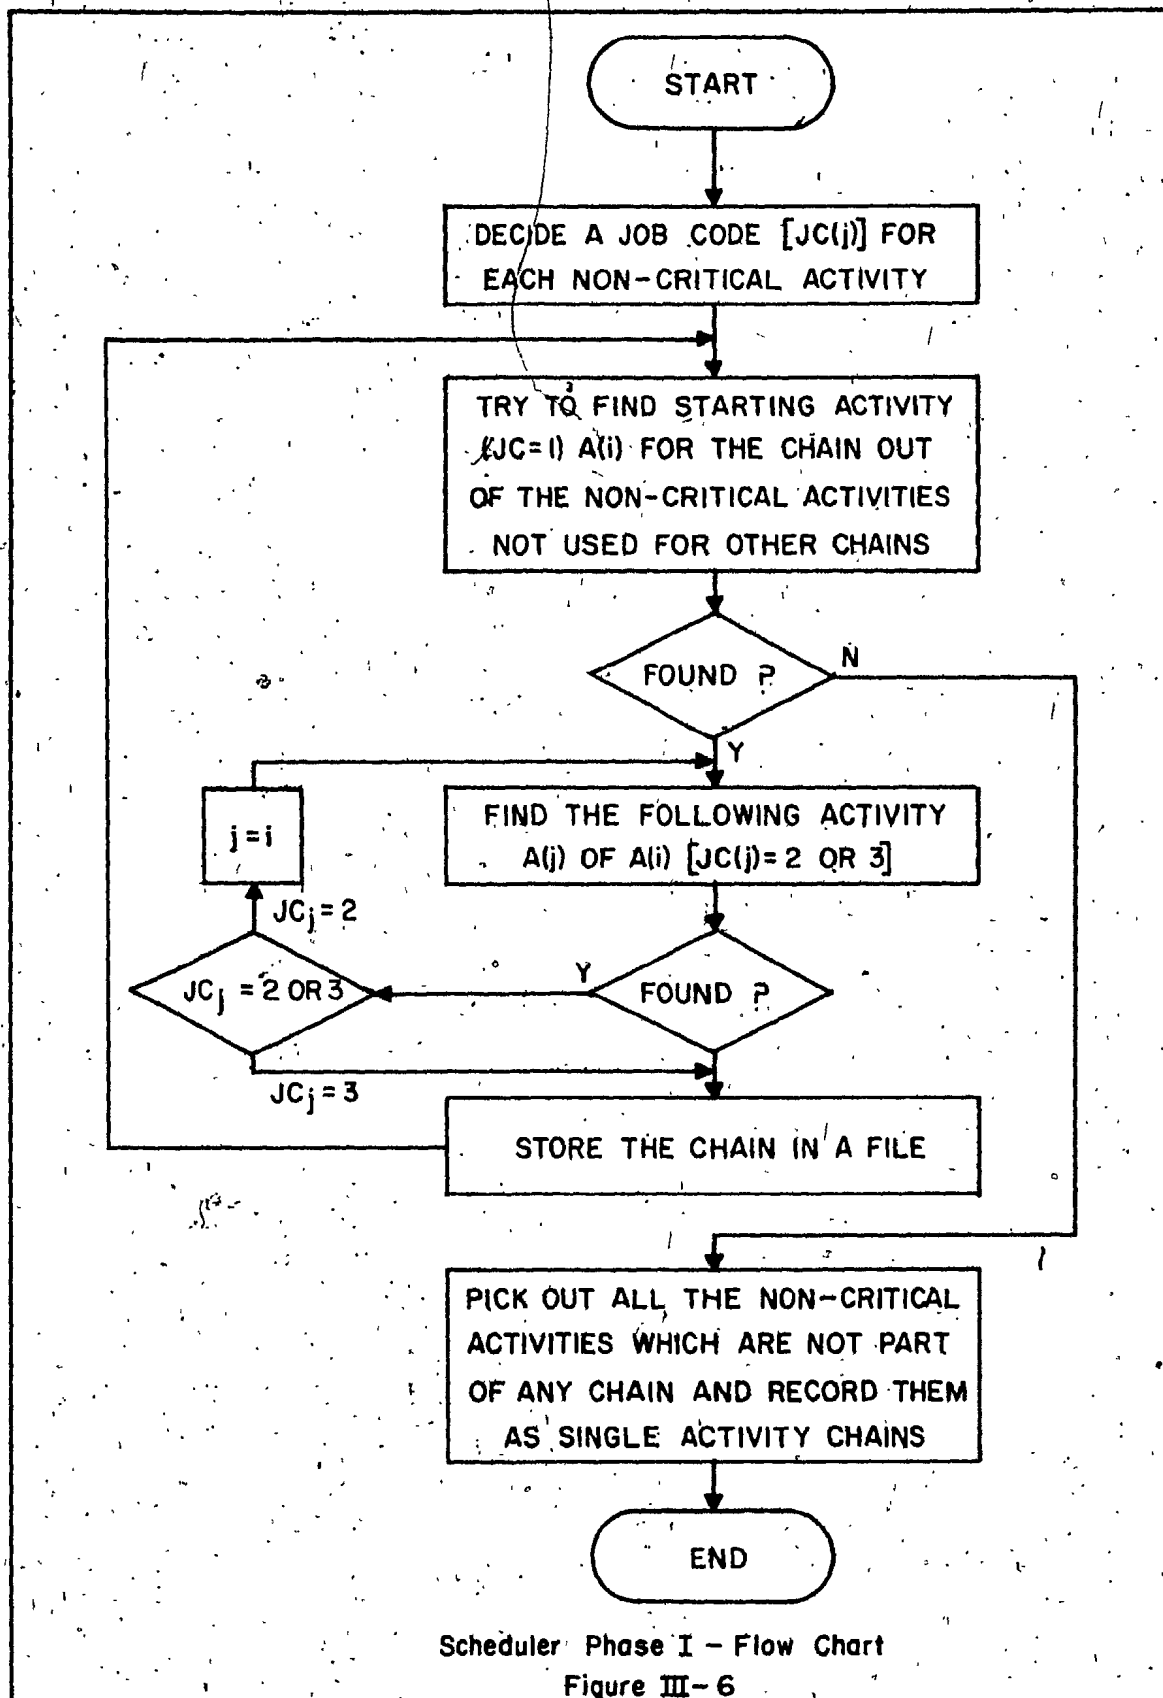 START
DECIDE A JOB CODE [JC(j)] FOR
EACH NON-CRITICAL ACTIVITY
TRY TO FIND STARTING ACTIVITY
(JC=1) A(i) FOR THE CHAIN OUT
OF THE NON-CRITICAL ACTIVITIES
NOT USED FOR OTHER CHAINS
FOUND ?
N
Y
j=i
FIND THE FOLLOWING ACTIVITY
A(j) OF A(i) [JC(j)=2 OR 3]
JCj=2
JCj = 2 OR 3
Y
FOUND ?
JCj=3
STORE THE CHAIN IN A FILE
PICK OUT ALL THE NON-CRITICAL
ACTIVITIES WHICH ARE NOT PART
OF ANY CHAIN AND RECORD THEM
AS SINGLE ACTIVITY CHAINS
END
Scheduler Phase I - Flow Chart
Figure III-6